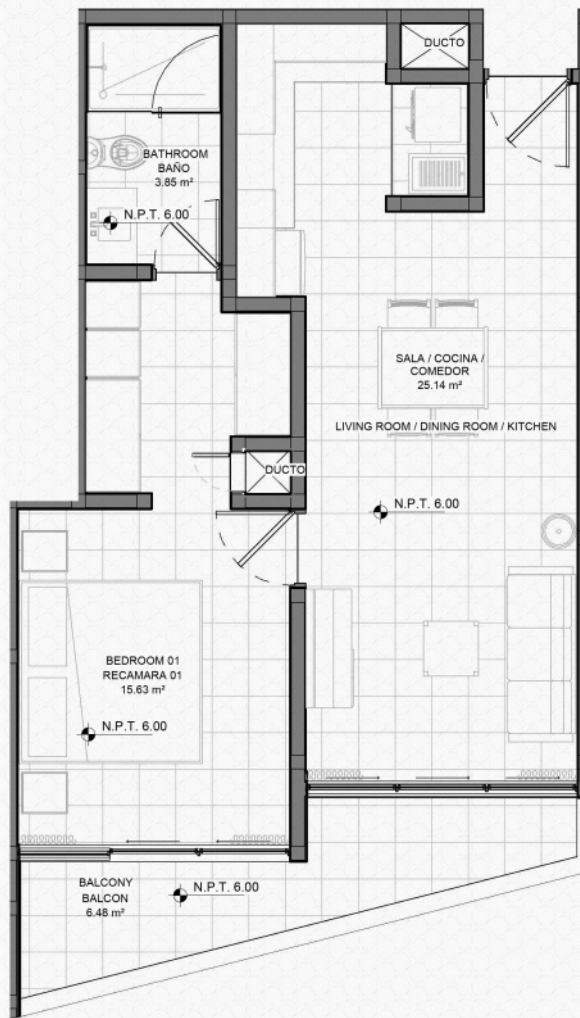 DUCTO
BATHROOM
BAÑO
3.85 m²
N.P.T. 6.00
SALA / COCINA /
COMEDOR
25.14 m²
LIVING ROOM / DINING ROOM / KITCHEN
DUCTO
N.P.T. 6.00
BEDROOM 01
RECAMARA 01
15.63 m²
N.P.T. 6.00
BALCONY
BALCON
6.48 m²
N.P.T. 6.00